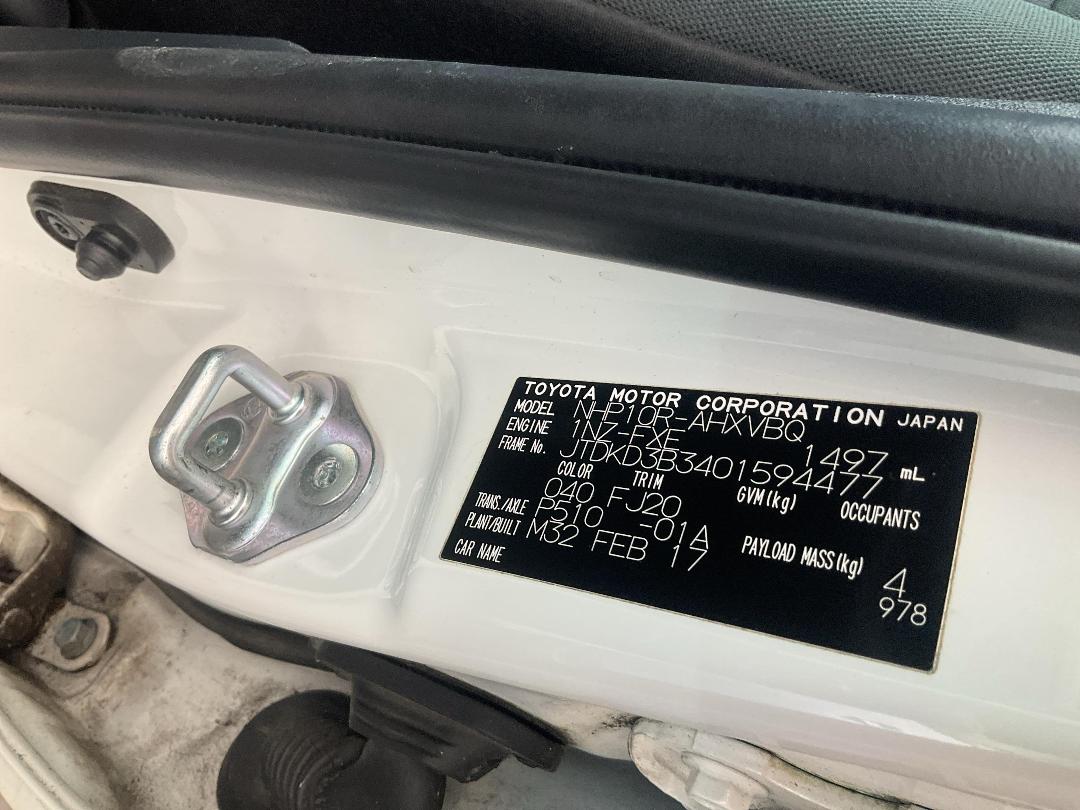 TOYOTA MOTOR CORPORATION JAPAN
MODEL NHP10R-AHXVBQ
ENGINE 1NZ-FXE 1497 mL
FRAME No. JTDKD3B3401594477
COLOR TRIM GVM(kg) OCCUPANTS
040 FJ20
TRANS./AXLE P510 -01A PAYLOAD MASS(kg) 4
PLANT/BUILT M32 FEB 17 978
CAR NAME